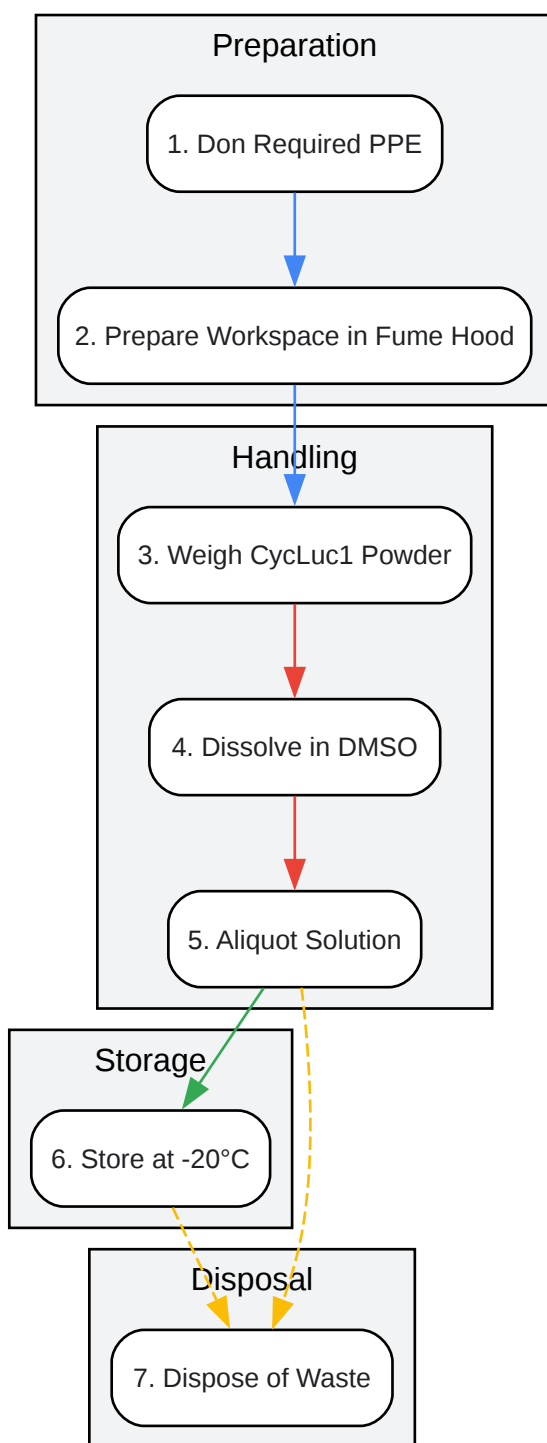 Preparation
1. Don Required PPE
2. Prepare Workspace in Fume Hood
Handling
3. Weigh CycLuc1 Powder
4. Dissolve in DMSO
5. Aliquot Solution
Storage
6. Store at -20°C
Disposal
7. Dispose of Waste